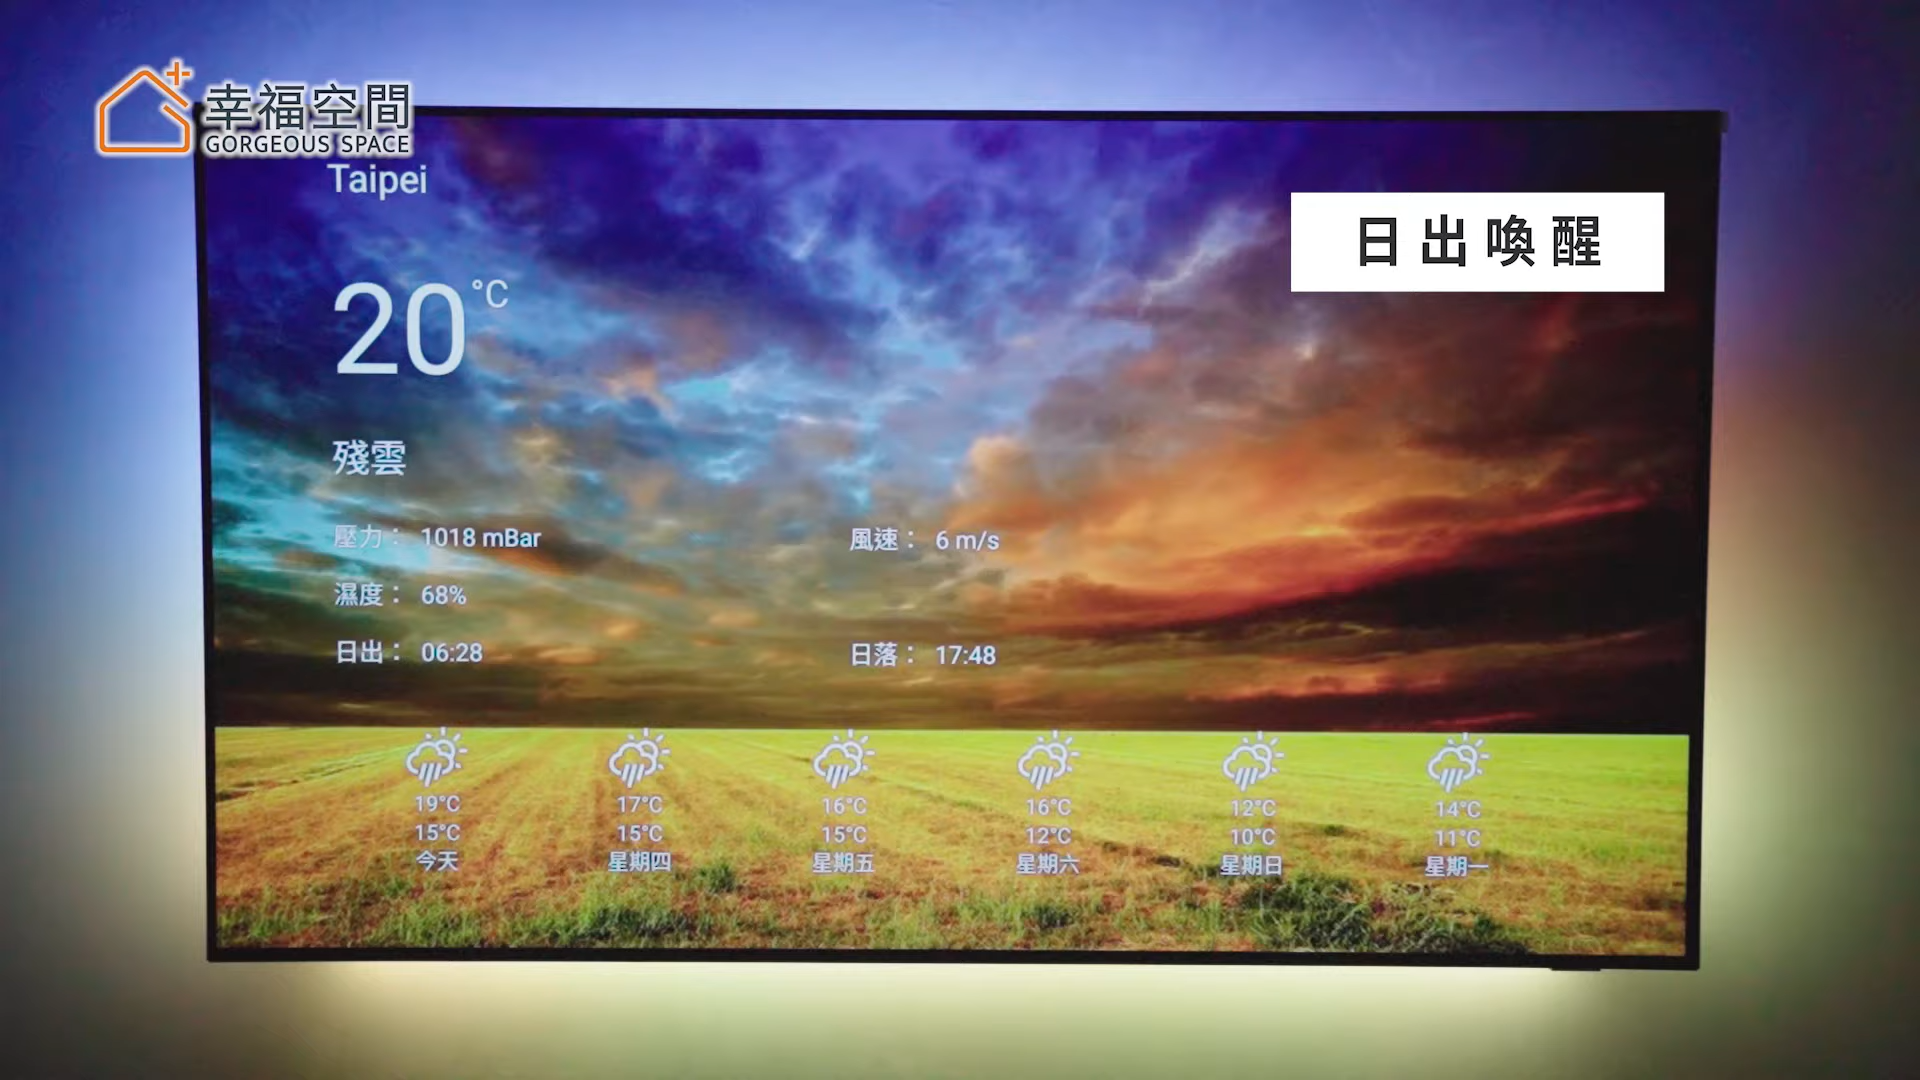 幸福空間
GORGEOUS SPACE
Taipei
日出喚醒
20°C
殘雲
壓力： 1018 mBar
風速： 6 m/s
濕度： 68%
日出： 06:28
日落： 17:48
19°C 17°C 16°C 16°C 12°C 14°C
15°C 15°C 15°C 12°C 10°C 11°C
今天 星期四 星期五 星期六 星期日 星期一